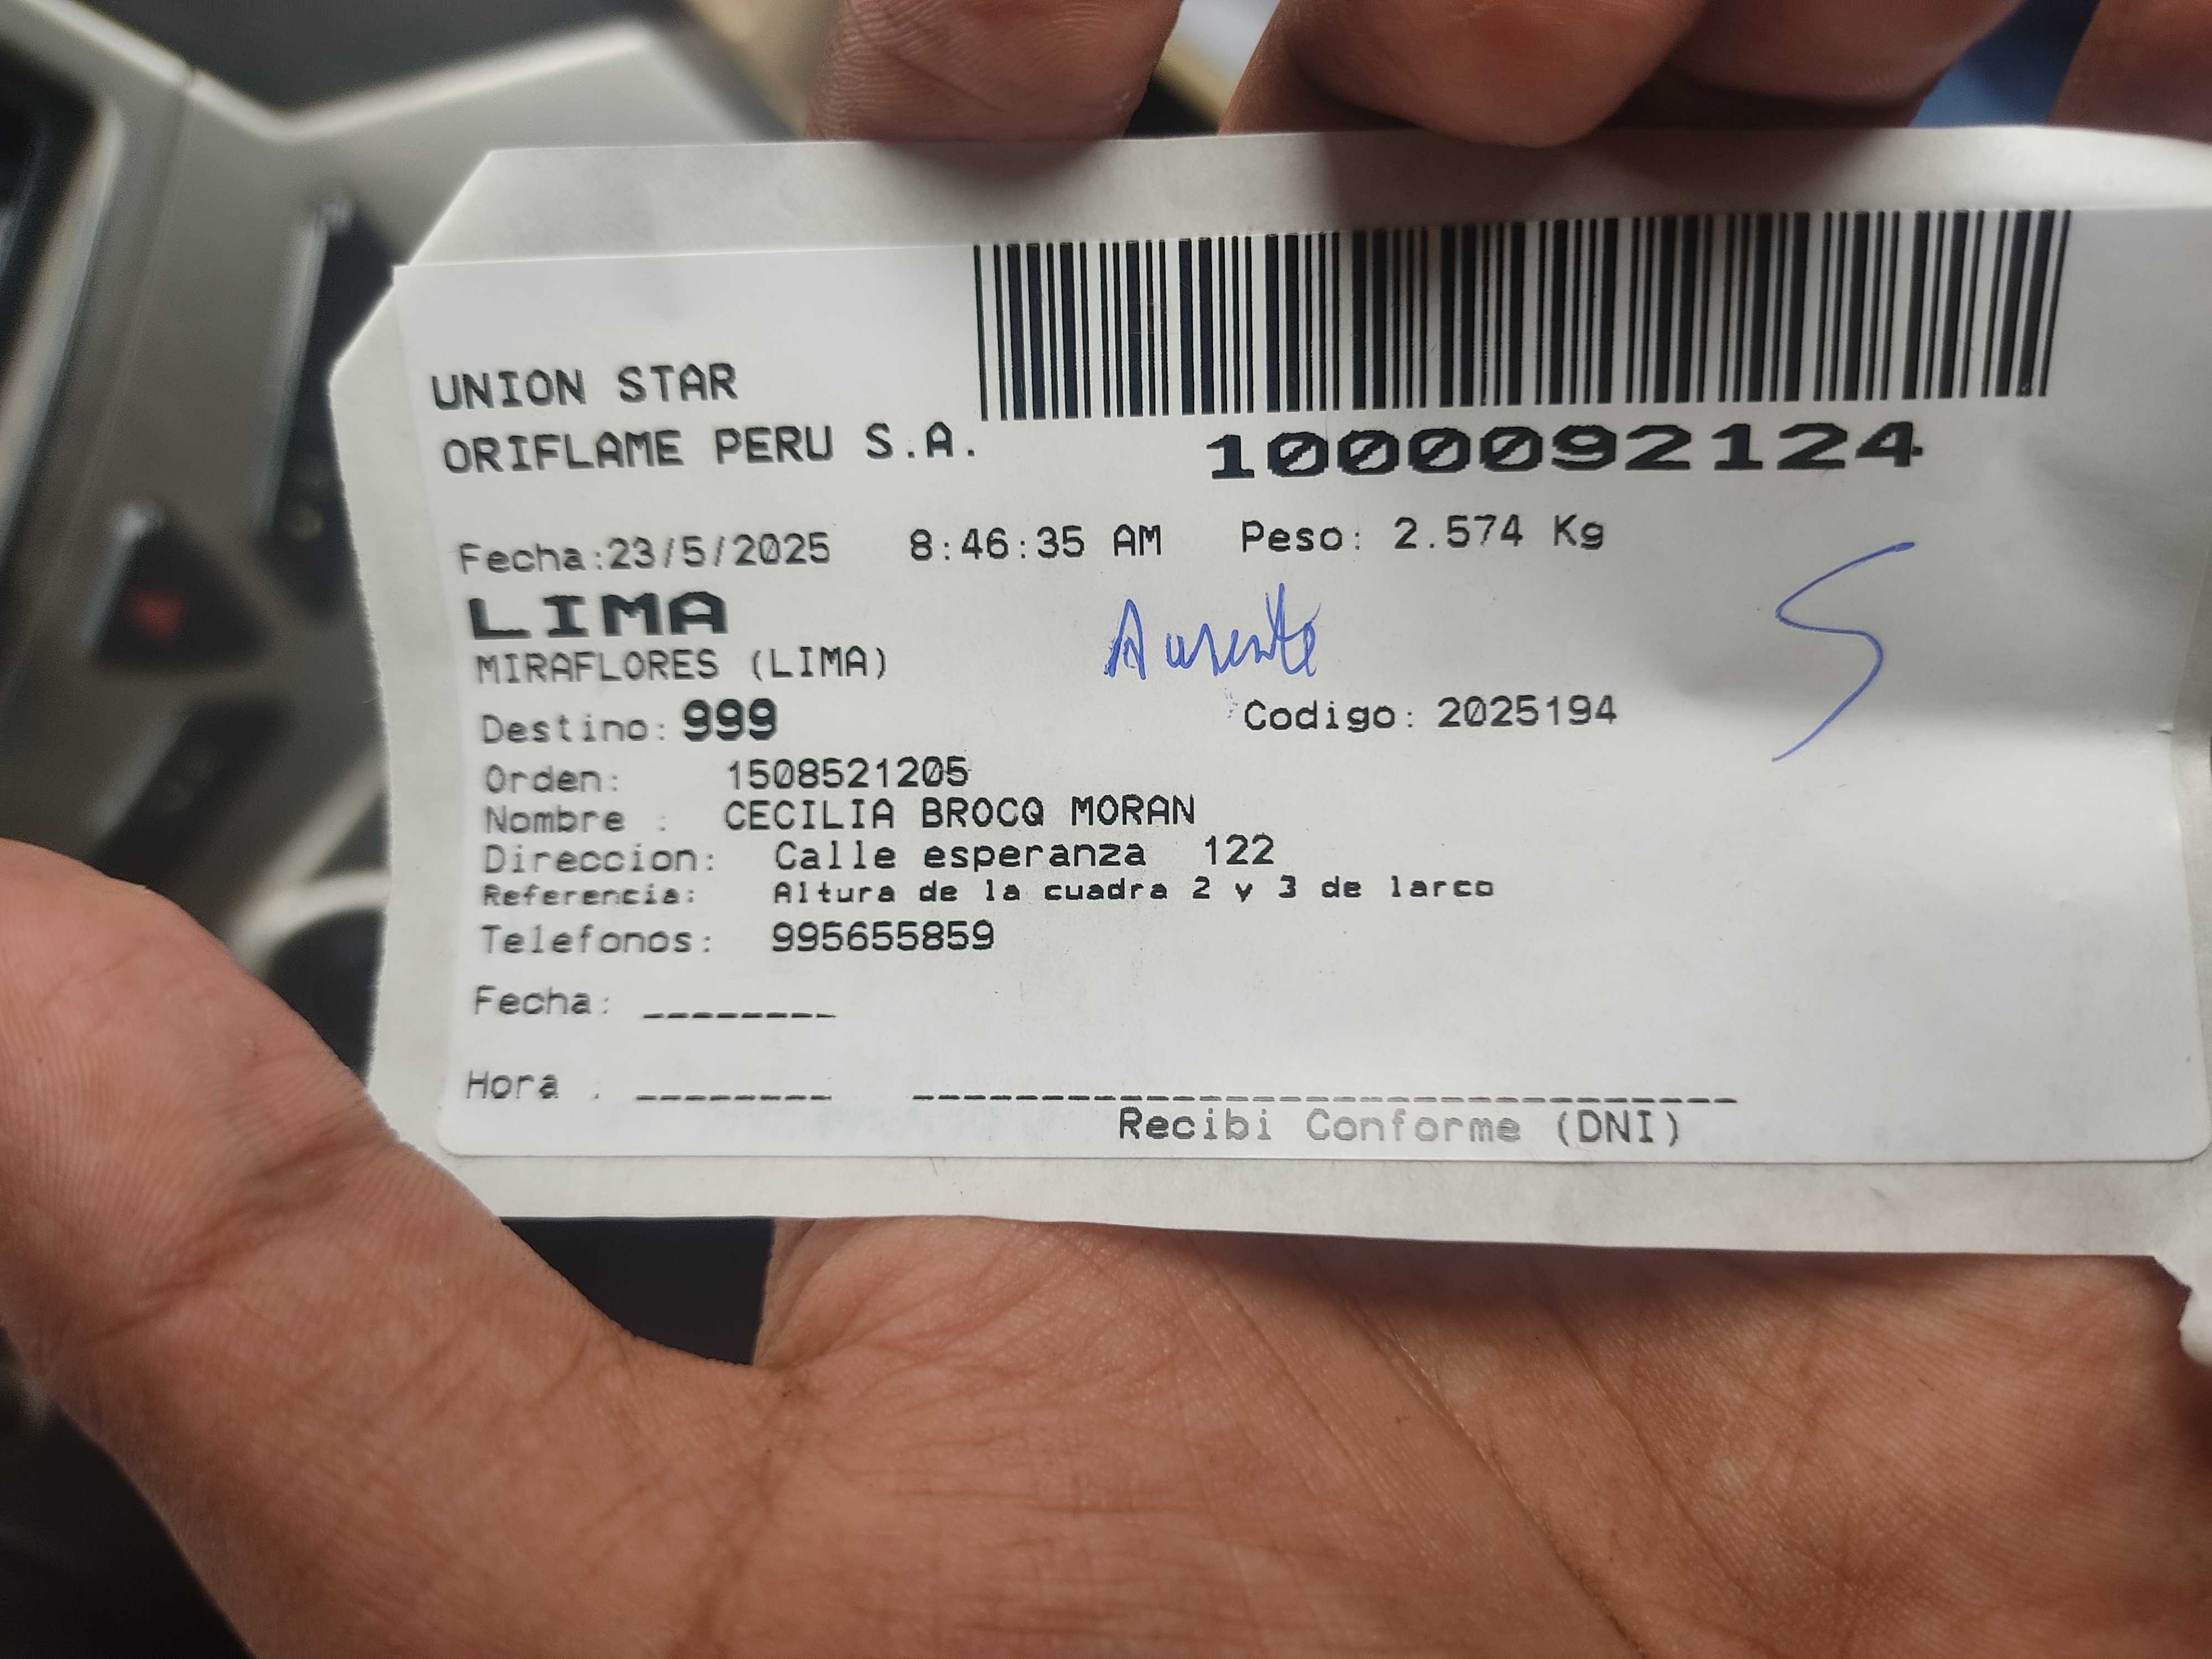 UNION STAR
ORIFLAME PERU S.A.
1000092124
Fecha:23/5/2025 8:46:35 AM Peso: 2.574 Kg
LIMA
Ausente
S
MIRAFLORES (LIMA)
Destino: 999 Codigo: 2025194
Orden: 1508521205
Nombre : CECILIA BROCQ MORAN
Direccion: Calle esperanza 122
Referencia: Altura de la cuadra 2 y 3 de larco
Telefonos: 995655859
Fecha: ________
Hora . ________
Recibi Conforme (DNI)